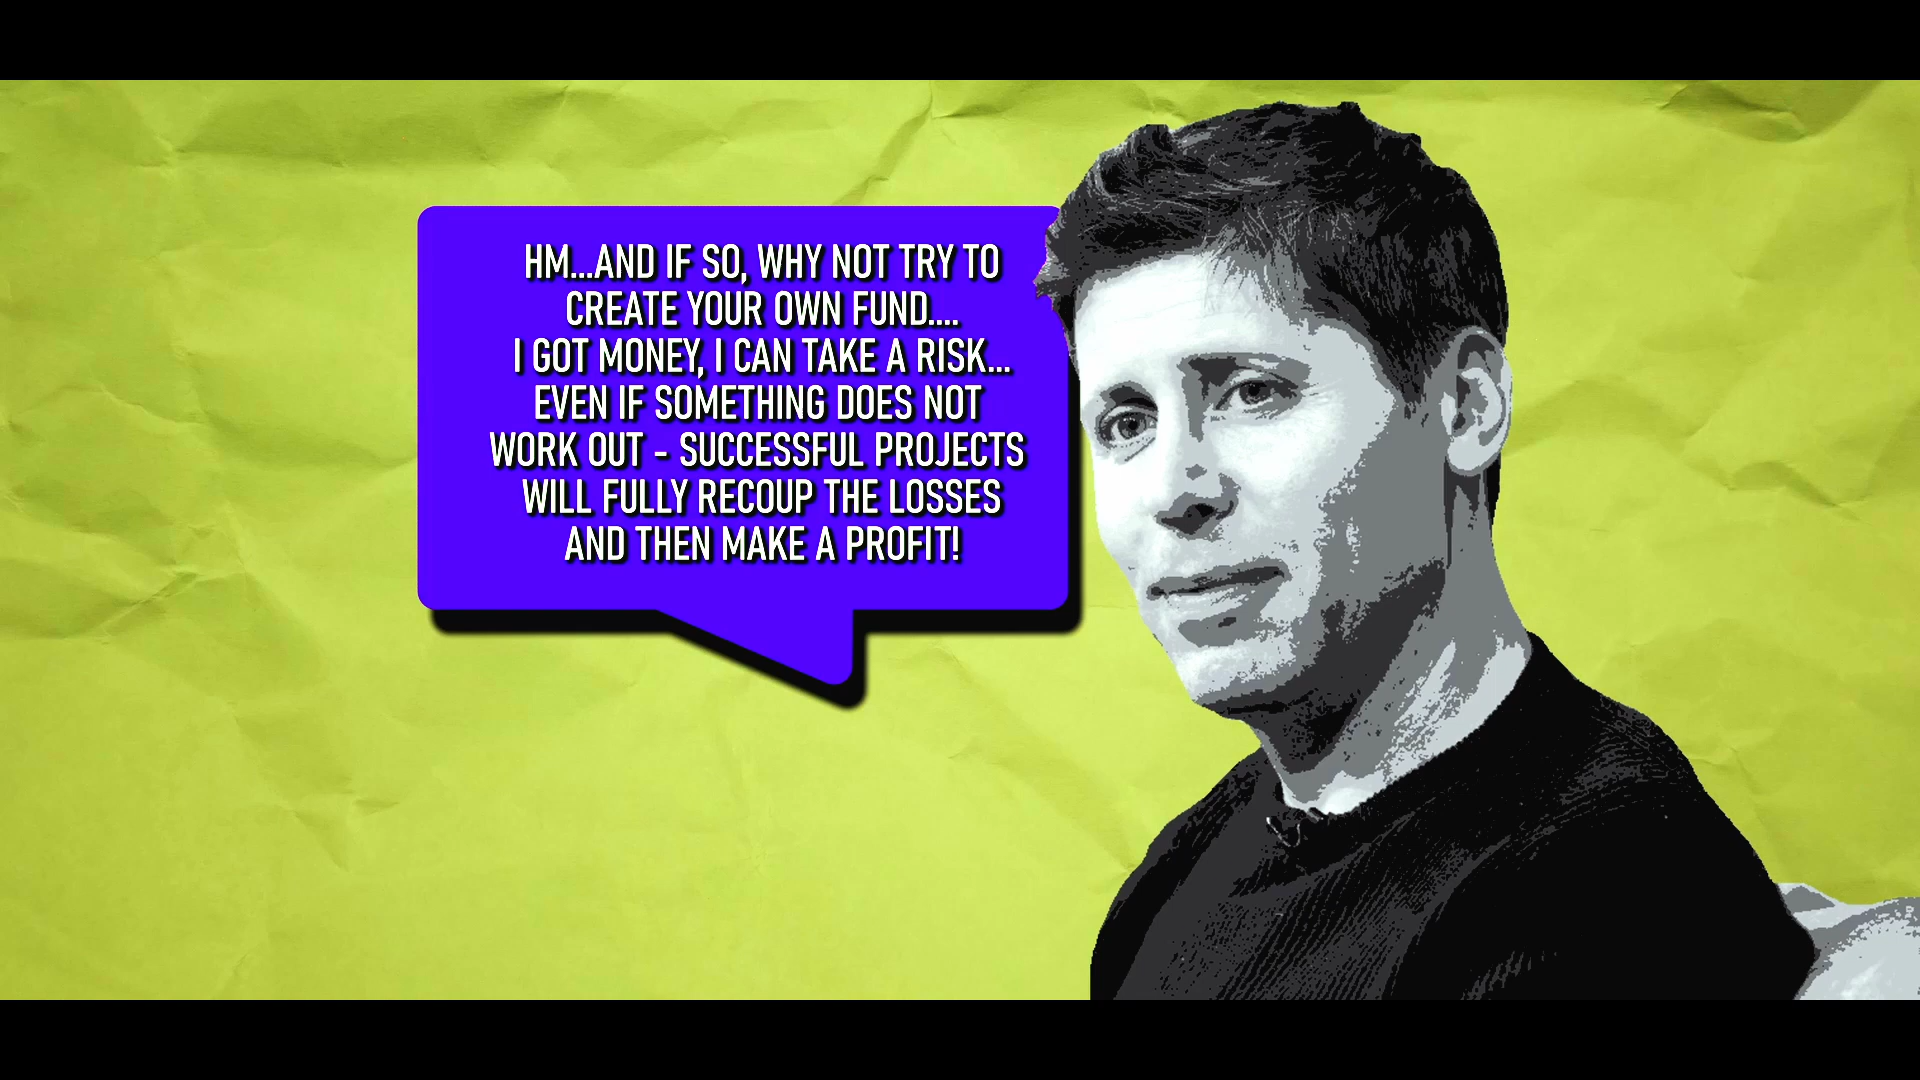 HM...AND IF SO, WHY NOT TRY TO
CREATE YOUR OWN FUND....
I GOT MONEY, I CAN TAKE A RISK...
EVEN IF SOMETHING DOES NOT
WORK OUT - SUCCESSFUL PROJECTS
WILL FULLY RECOUP THE LOSSES
AND THEN MAKE A PROFIT!